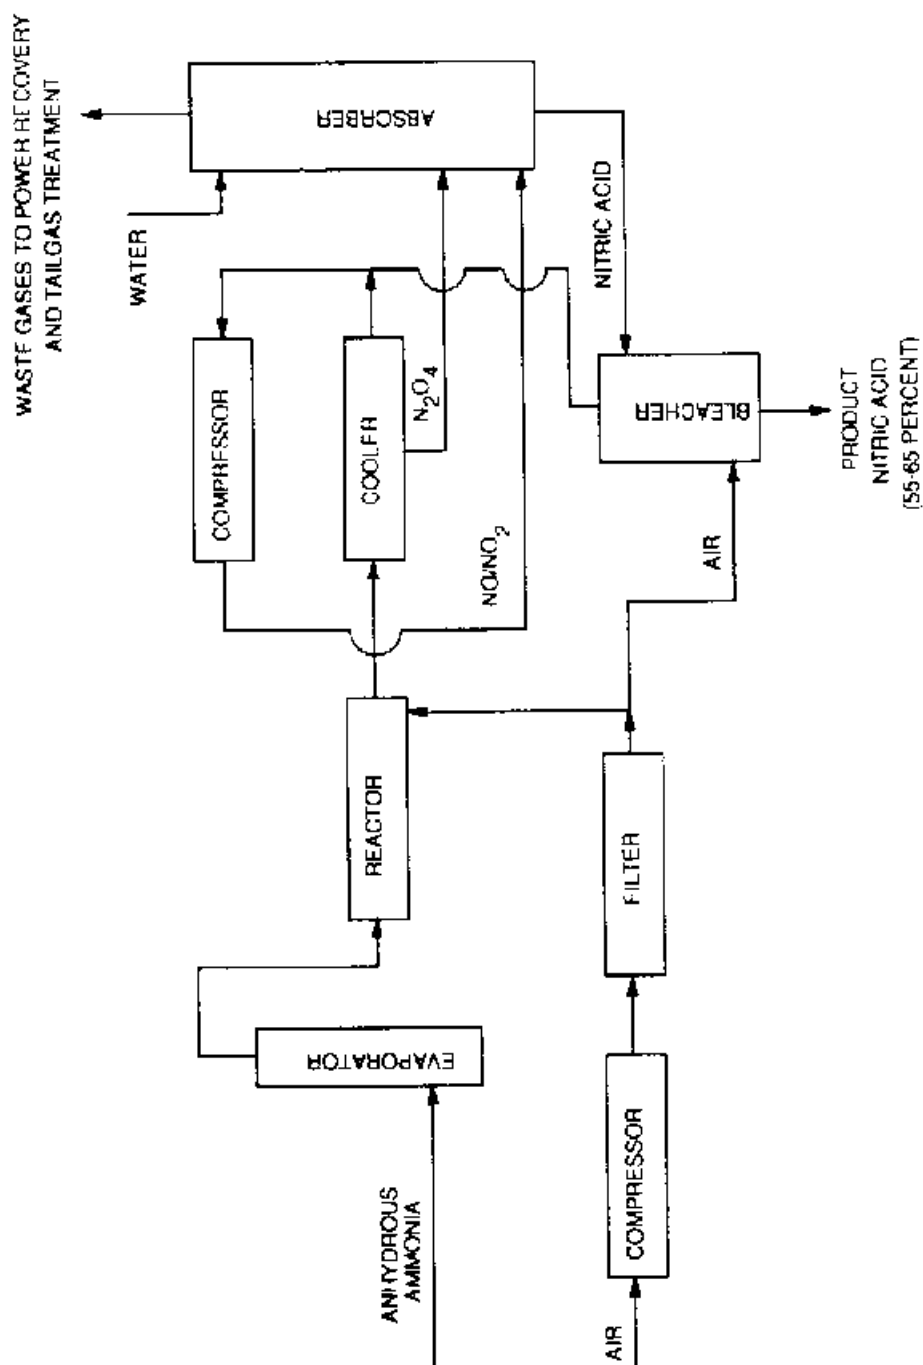 WASTE GASES TO POWER RECOVERY
AND TAILGAS TREATMENT
ABSORBER
WATER
COMPRESSOR
COOLER
N2O4
NO/NO2
NITRIC ACID
BLEACHER
PRODUCT
NITRIC ACID
(55-65 PERCENT)
AIR
REACTOR
FILTER
EVAPORATOR
ANHYDROUS
AMMONIA
COMPRESSOR
AIR